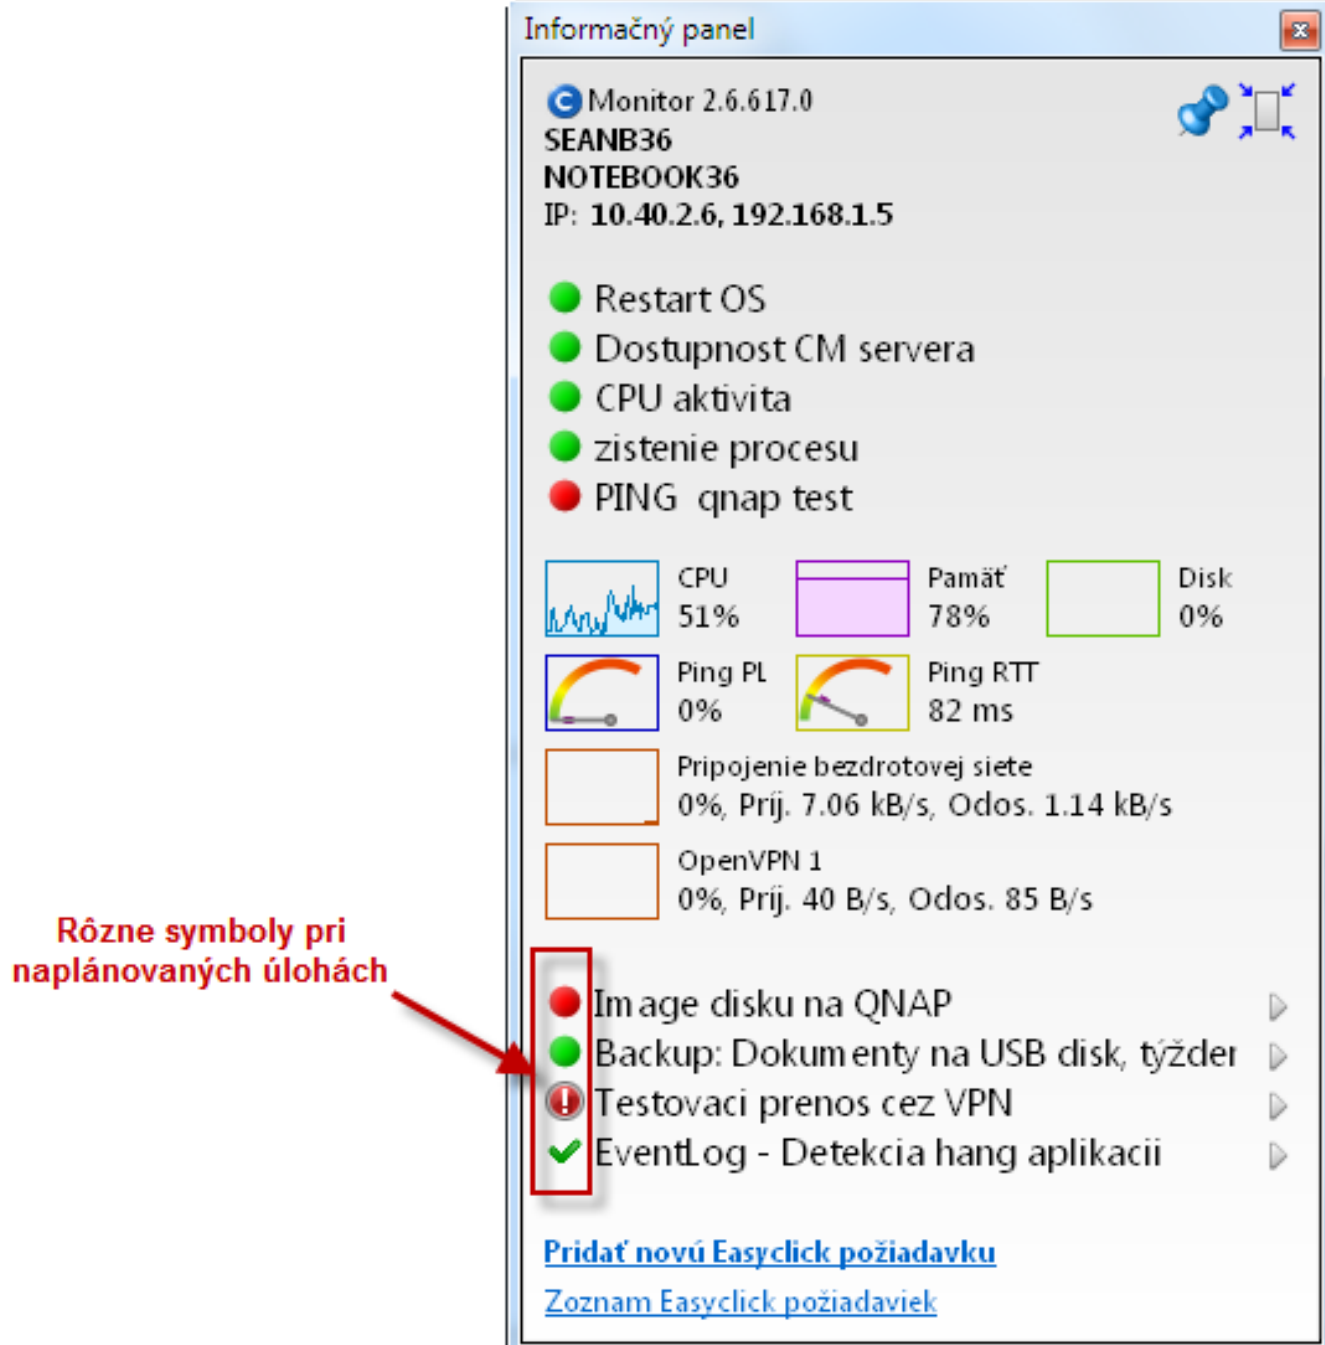 Informačný panel
Monitor 2.6.617.0
SEANB36
NOTEBOOK36
IP: 10.40.2.6, 192.168.1.5
Restart OS
Dostupnost CM servera
CPU aktivita
zistenie procesu
PING qnap test
CPU
51%
Pamäť
78%
Disk
0%
Ping PL
0%
Ping RTT
82 ms
Pripojenie bezdrotovej siete
0%, Príj. 7.06 kB/s, Odos. 1.14 kB/s
OpenVPN 1
0%, Príj. 40 B/s, Odos. 85 B/s
Rôzne symboly pri
naplánovaných úlohách
Image disku na QNAP
Backup: Dokumenty na USB disk, týžder
Testovaci prenos cez VPN
EventLog - Detekcia hang aplikacii
Pridať novú Easyclick požiadavku
Zoznam Easyclick požiadaviek